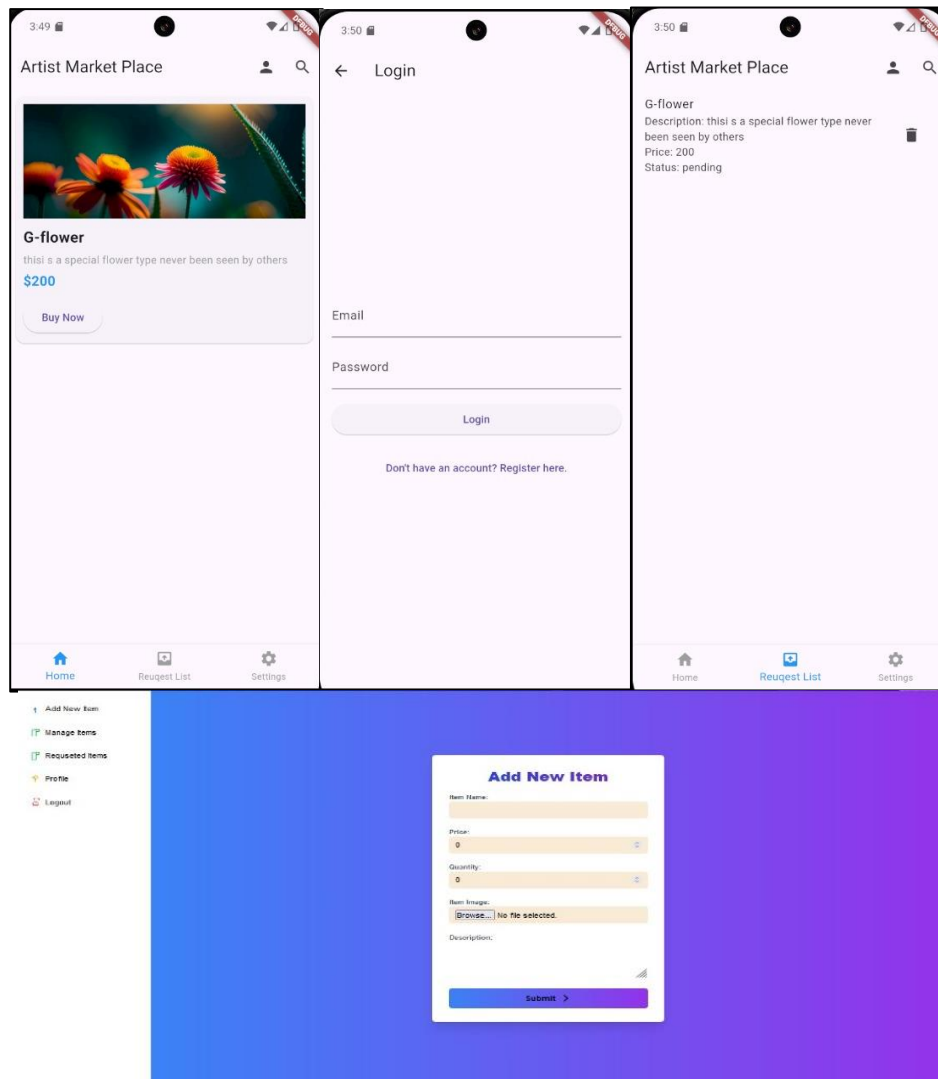 3:49
DEBUG
Artist Market Place
G-flower
thisi s a special flower type never been seen by others
$200
Buy Now
Home
Reuqest List
Settings
3:50
DEBUG
Login
Email
Password
Login
Don't have an account? Register here.
3:50
DEBUG
Artist Market Place
G-flower
Description: thisi s a special flower type never
been seen by others
Price: 200
Status: pending
Home
Reuqest List
Settings
Add New Item
Manage Items
Requseted Items
Profile
Logout
Add New Item
Item Name:
Price:
0
Quantity:
0
Item Image:
Browse... No file selected.
Description:
Submit